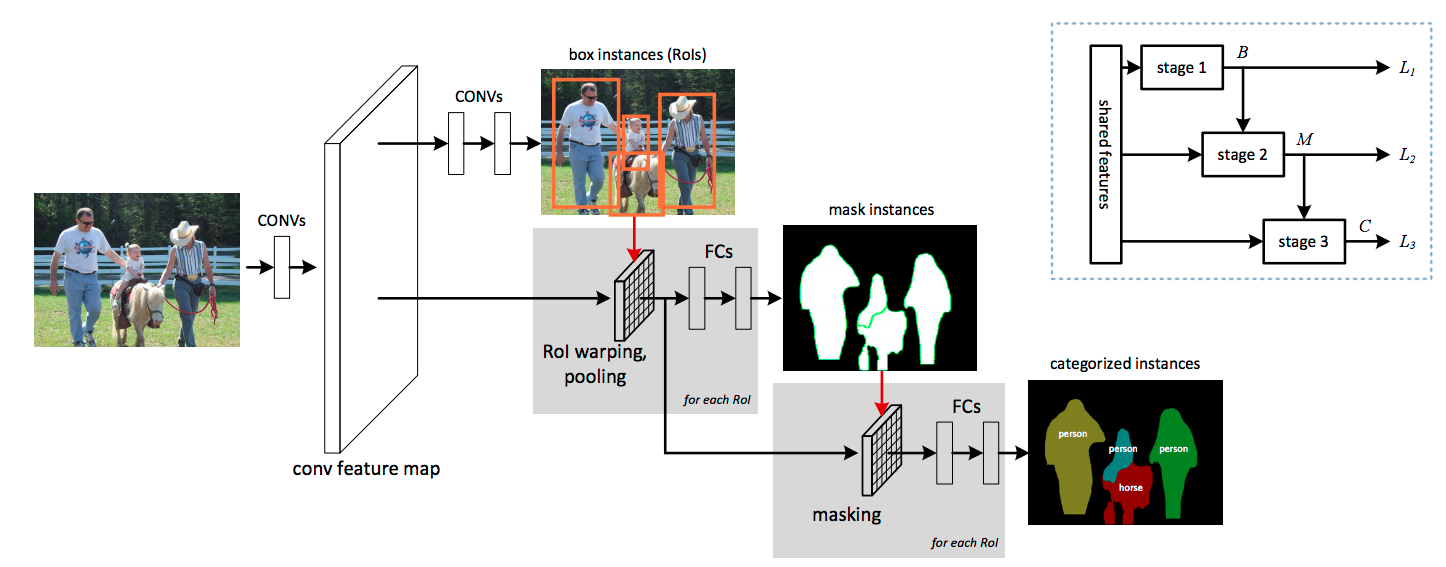 box instances (RoIs)
CONVs
CONVs
conv feature map
FCs
RoI warping,
pooling
for each RoI
mask instances
FCs
masking
for each RoI
categorized instances
person
person
person
horse
shared features
stage 1
B
L1
stage 2
M
L2
stage 3
C
L3